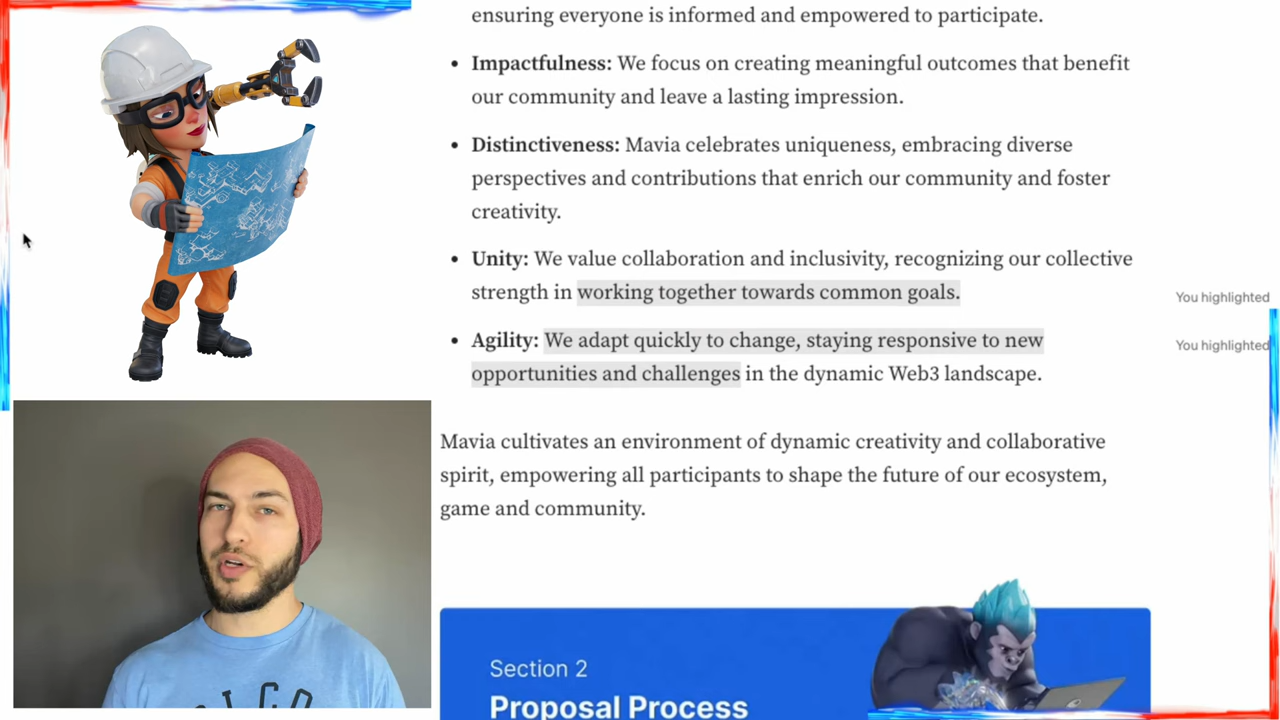 ensuring everyone is informed and empowered to participate.
• Impactfulness: We focus on creating meaningful outcomes that benefit
our community and leave a lasting impression.
• Distinctiveness: Mavia celebrates uniqueness, embracing diverse
perspectives and contributions that enrich our community and foster
creativity.
• Unity: We value collaboration and inclusivity, recognizing our collective
strength in working together towards common goals.
You highlighted
• Agility: We adapt quickly to change, staying responsive to new
You highlighted
opportunities and challenges in the dynamic Web3 landscape.
Mavia cultivates an environment of dynamic creativity and collaborative
spirit, empowering all participants to shape the future of our ecosystem,
game and community.
Section 2
Proposal Process